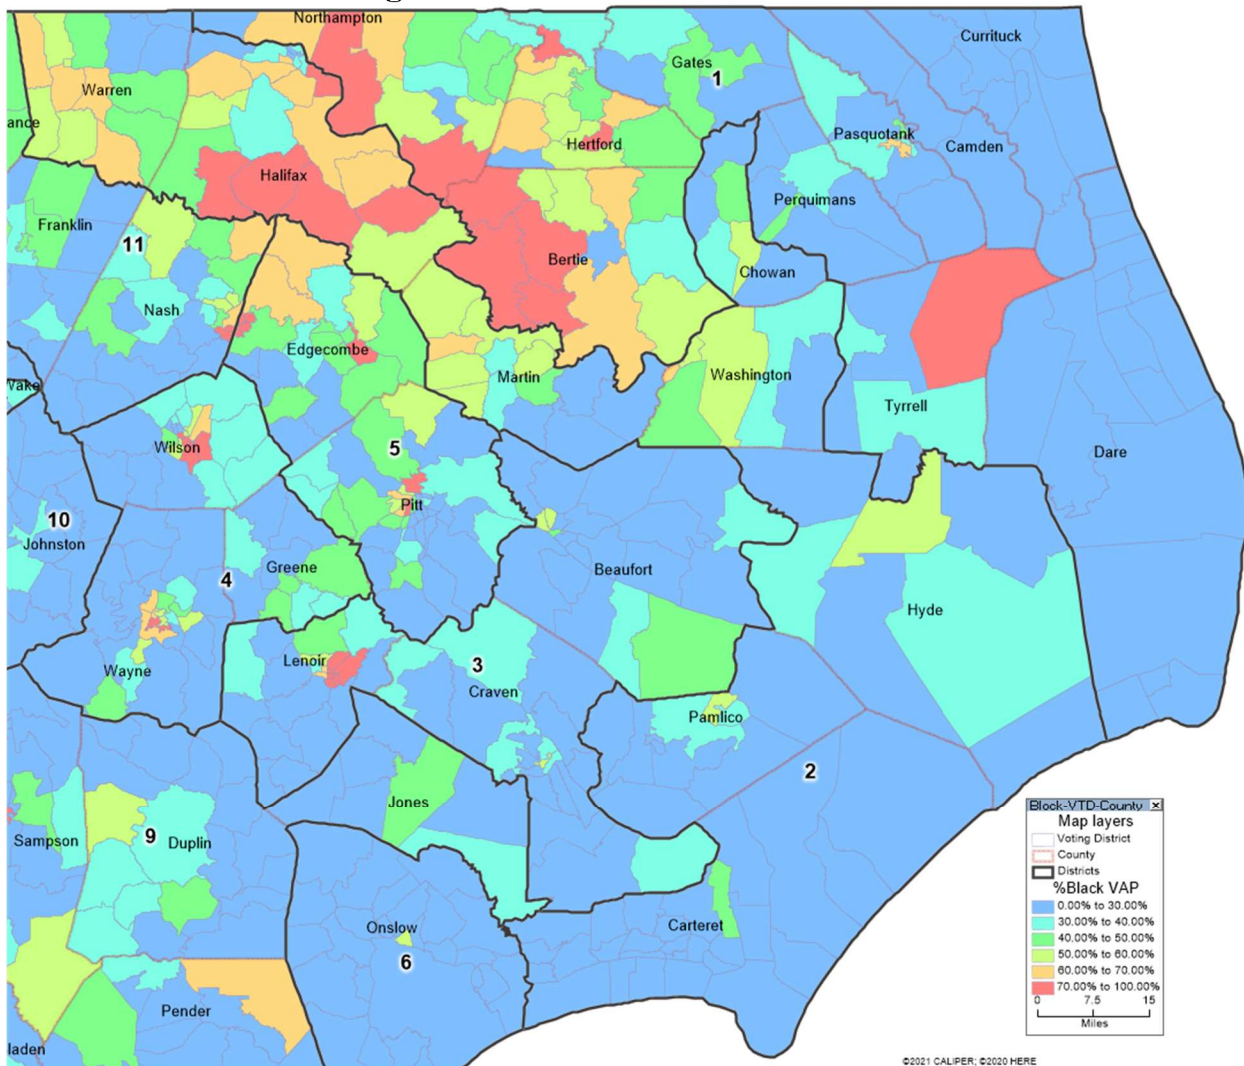 Northampton
Currituck
Gates
1
Warren
ance
Pasquotank
Hertford
Camden
Halifax
Perquimans
Franklin
11
Bertie
Chowan
Nash
Edgecombe
Martin
Washington
Wake
Tyrrell
Wilson
5
Dare
Pitt
10
Johnston
Greene
Beaufort
4
Hyde
Lenoir
3
Wayne
Craven
Pamlico
2
Jones
9
Sampson
Duplin
Onslow
Carteret
6
Pender
laden
Block-VTD-County
Map layers
Voting District
County
Districts
%Black VAP
0.00% to 30.00%
30.00% to 40.00%
40.00% to 50.00%
50.00% to 60.00%
60.00% to 70.00%
70.00% to 100.00%
0 7.5 15
Miles
©2021 CALIPER; ©2020 HERE